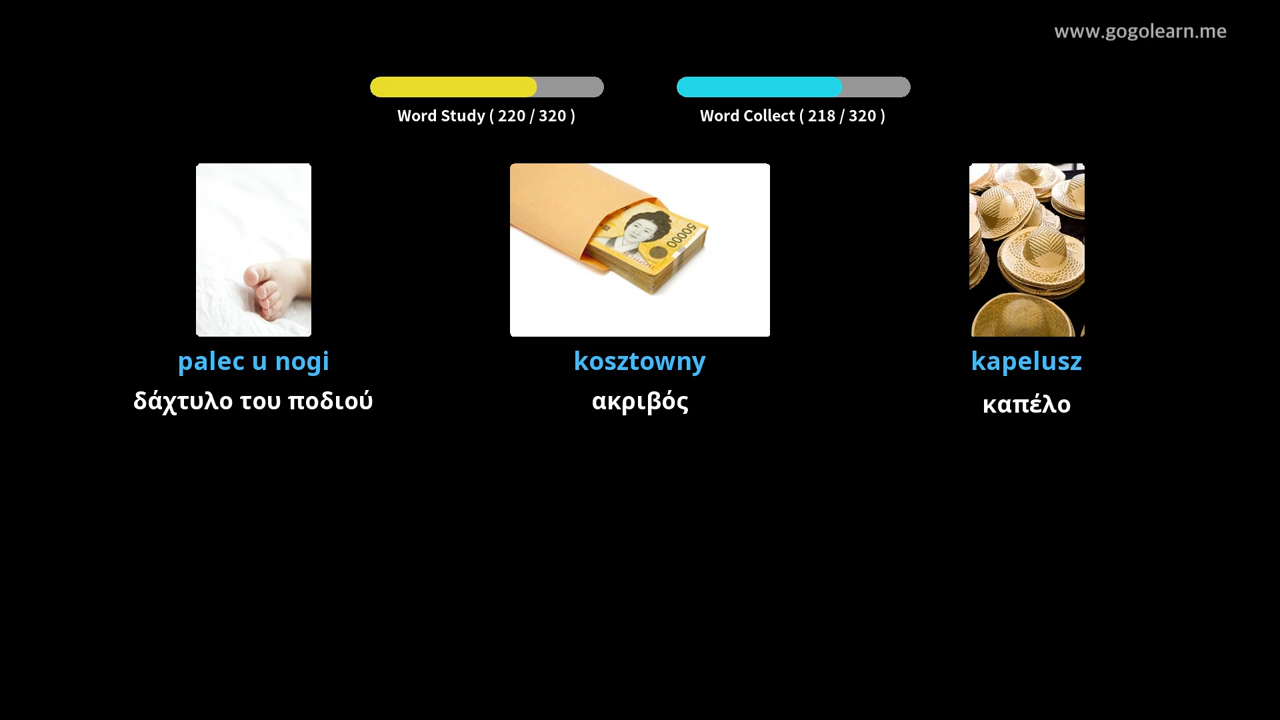 www.gogolearn.me
Word Study ( 220 / 320 )
Word Collect ( 218 / 320 )
50000
palec u nogi
kosztowny
kapelusz
δάχτυλο του ποδιού
ακριβός
καπέλο